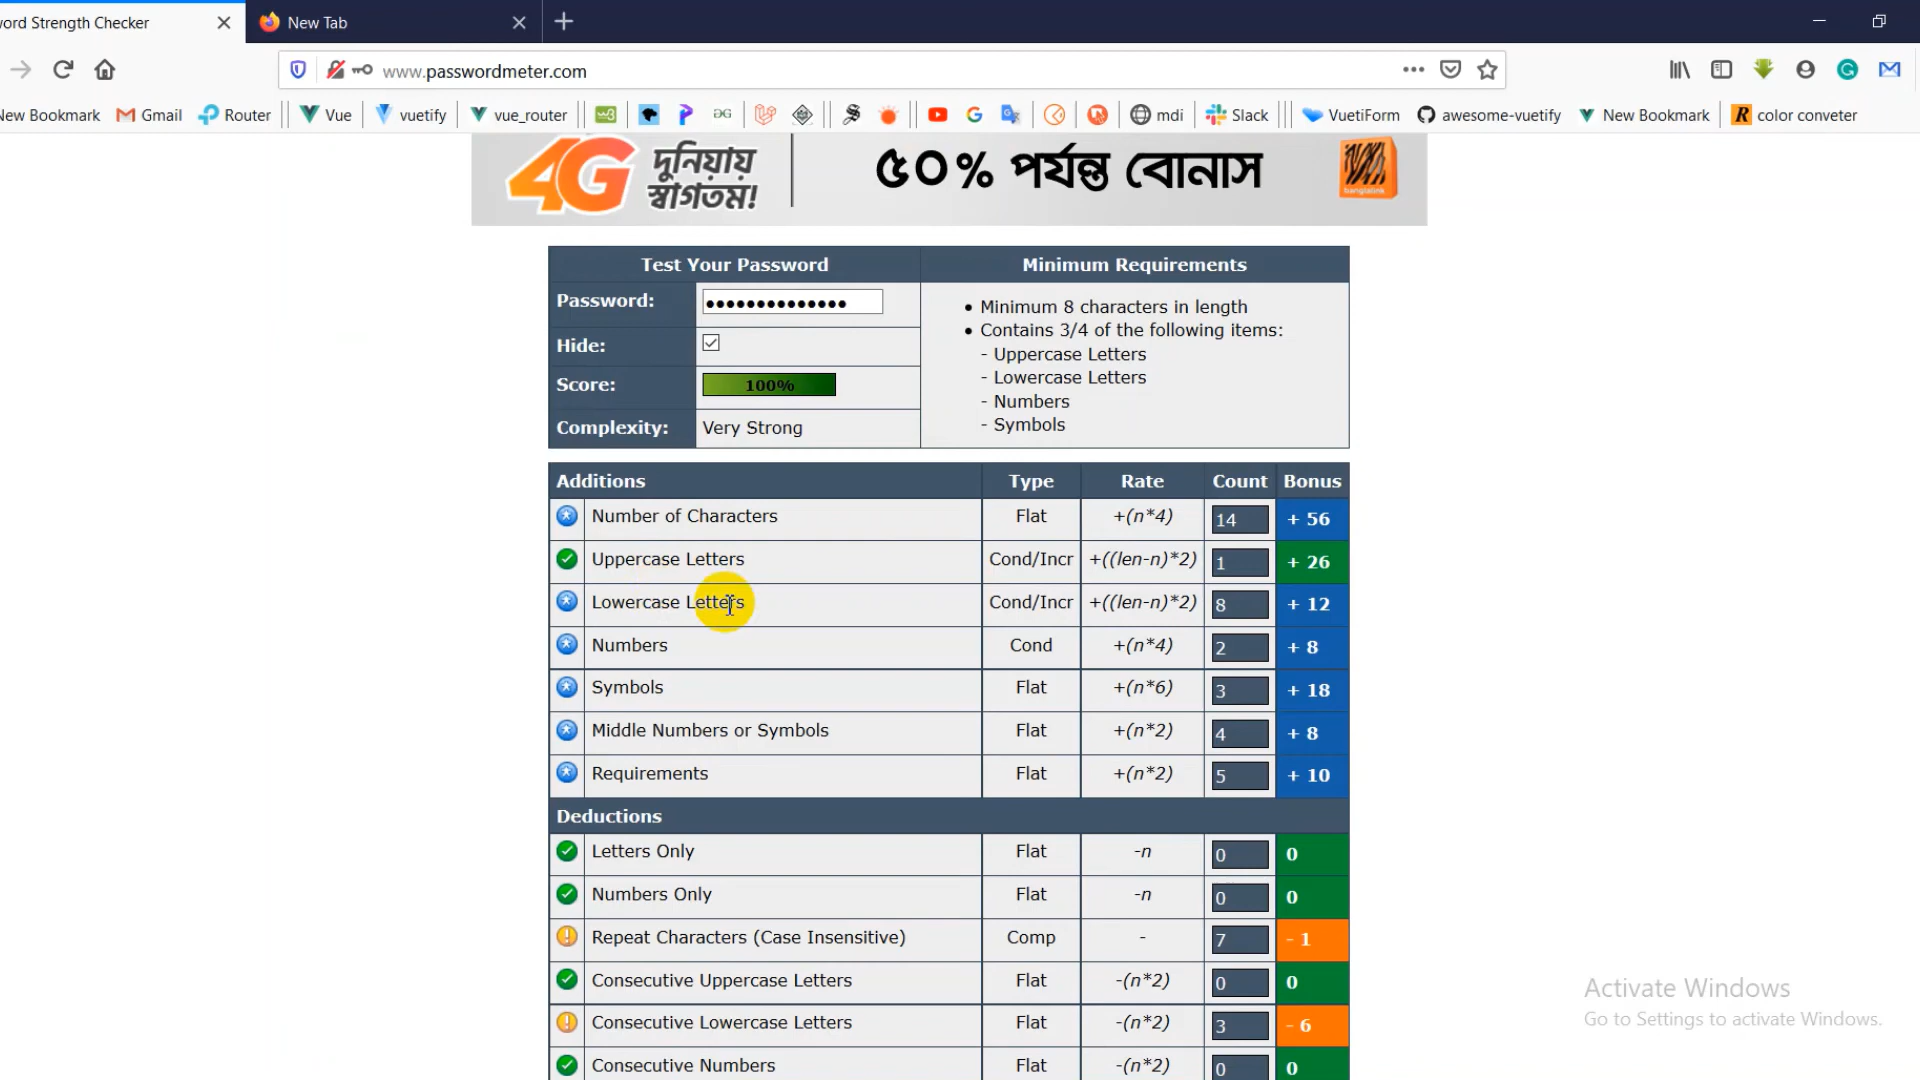 ord Strength Checker
New Tab
www.passwordmeter.com
New Bookmark Gmail Router Vue vuetify vue_router mdi Slack VuetiForm awesome-vuetify New Bookmark R color conveter
4G দুনিয়ায় স্বাগতম!
৫০% পর্যন্ত বোনাস
banglalink
Test Your Password
Minimum Requirements
Password: ●●●●●●●●●●●●●●
Hide:
Score: 100%
Complexity: Very Strong
• Minimum 8 characters in length
• Contains 3/4 of the following items:
- Uppercase Letters
- Lowercase Letters
- Numbers
- Symbols
Additions Type Rate Count Bonus
Number of Characters Flat +(n*4) 14 + 56
Uppercase Letters Cond/Incr +((len-n)*2) 1 + 26
Lowercase Letters Cond/Incr +((len-n)*2) 8 + 12
Numbers Cond +(n*4) 2 + 8
Symbols Flat +(n*6) 3 + 18
Middle Numbers or Symbols Flat +(n*2) 4 + 8
Requirements Flat +(n*2) 5 + 10
Deductions
Letters Only Flat -n 0 0
Numbers Only Flat -n 0 0
Repeat Characters (Case Insensitive) Comp - 7 - 1
Consecutive Uppercase Letters Flat -(n*2) 0 0
Consecutive Lowercase Letters Flat -(n*2) 3 - 6
Consecutive Numbers Flat -(n*2) 0 0
Activate Windows
Go to Settings to activate Windows.